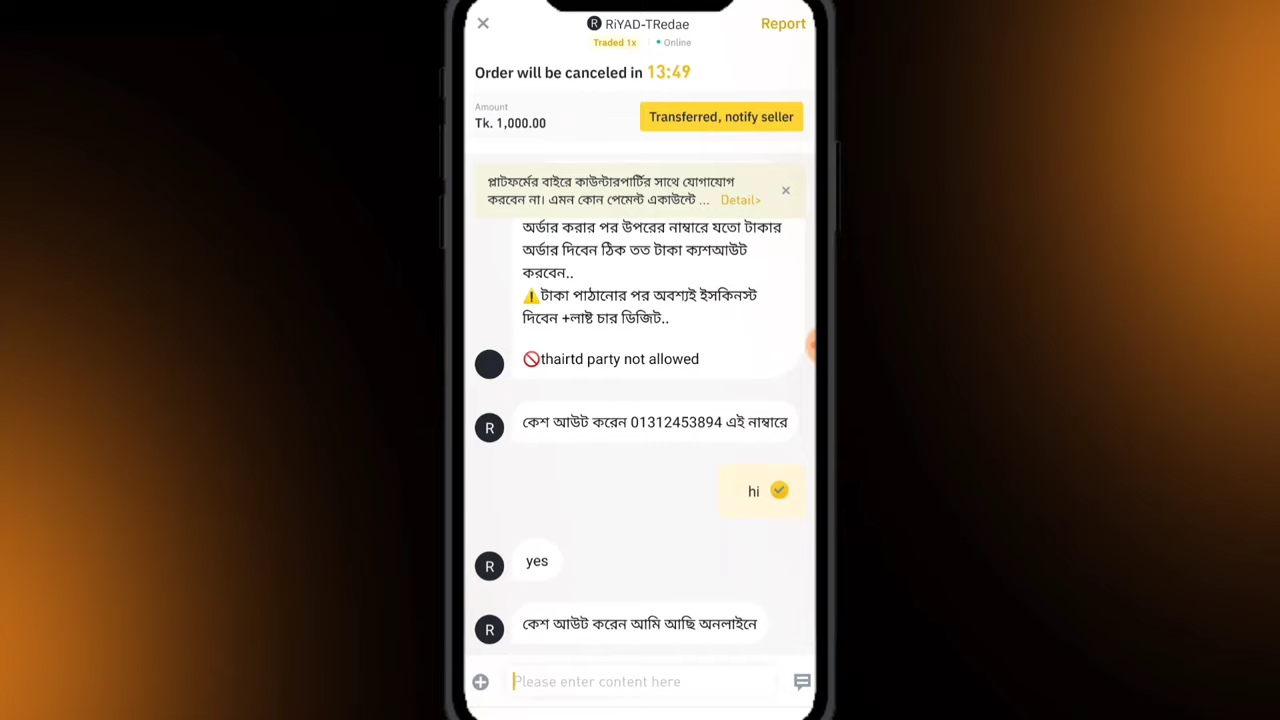 R RiYAD-TRedae
Report
Traded 1x
Online
Order will be canceled in 13:49
Amount
Tk. 1,000.00
Transferred, notify seller
প্লাটফর্মের বাইরে কাউন্টারপার্টির সাথে যোগাযোগ
করবেন না। এমন কোন পেমেন্ট একাউন্টে ... Detail>
অর্ডার করার পর উপরের নাম্বারে যতো টাকার
অর্ডার দিবেন ঠিক তত টাকা ক্যশআউট
করবেন..
⚠️টাকা পাঠানোর পর অবশ্যই ইসকিনস্ট
দিবেন +লাষ্ট চার ডিজিট..
🚫thairtd party not allowed
R
কেশ আউট করেন 01312453894 এই নাম্বারে
hi
R
yes
R
কেশ আউট করেন আমি আছি অনলাইনে
Please enter content here